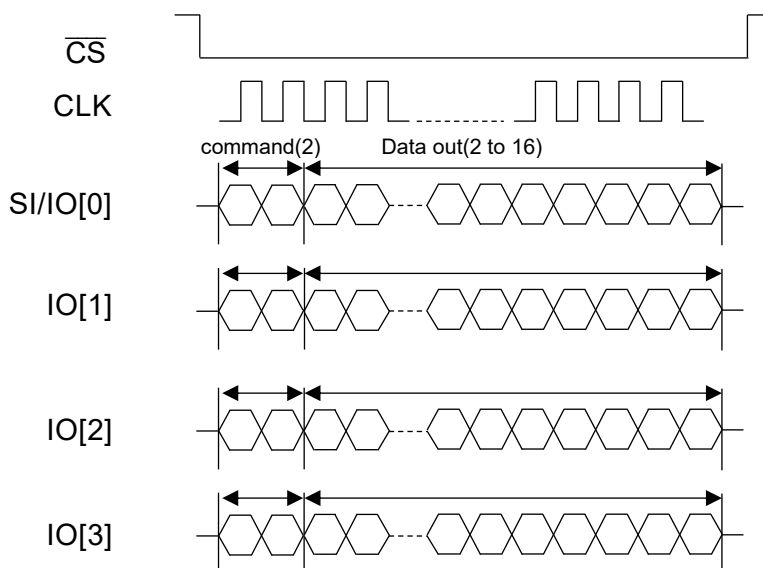 CS
CLK
command(2) Data out(2 to 16)
SI/IO[0]
IO[1]
IO[2]
IO[3]